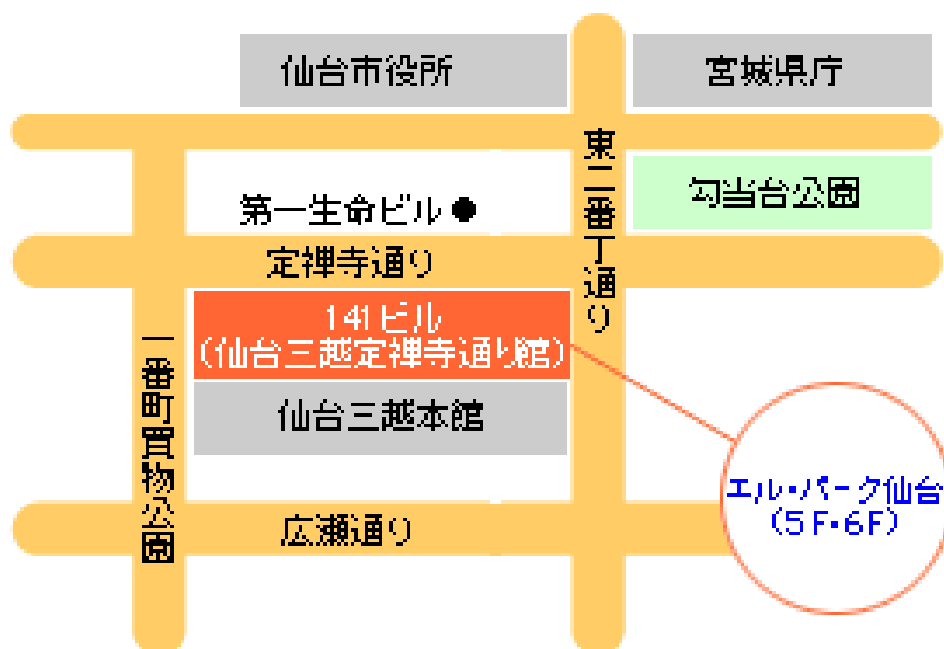 仙台市役所
宮城県庁
東二番丁通り
勾当台公園
第一生命ビル●
定禅寺通り
141ビル
(仙台三越定禅寺通り館)
一番町買物公園
仙台三越本館
エル・パーク仙台
(5F・6F)
広瀬通り